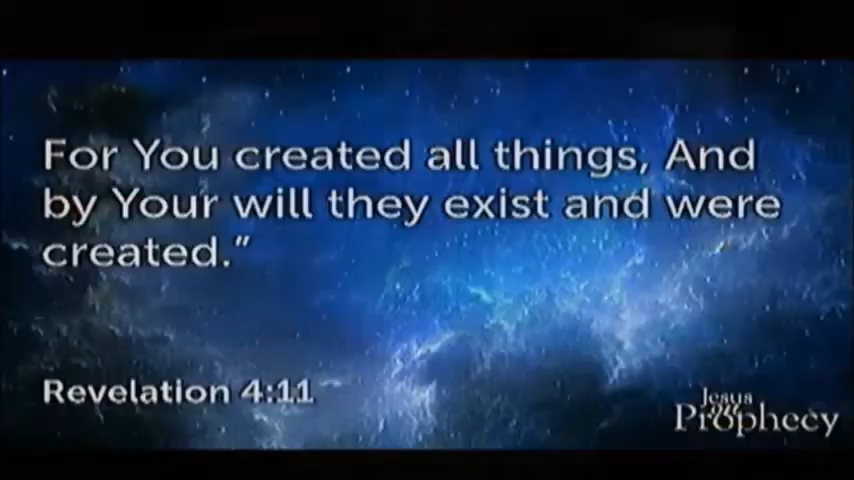 For You created all things, And
by Your will they exist and were
created.”
Revelation 4:11
Jesus
Prophecy